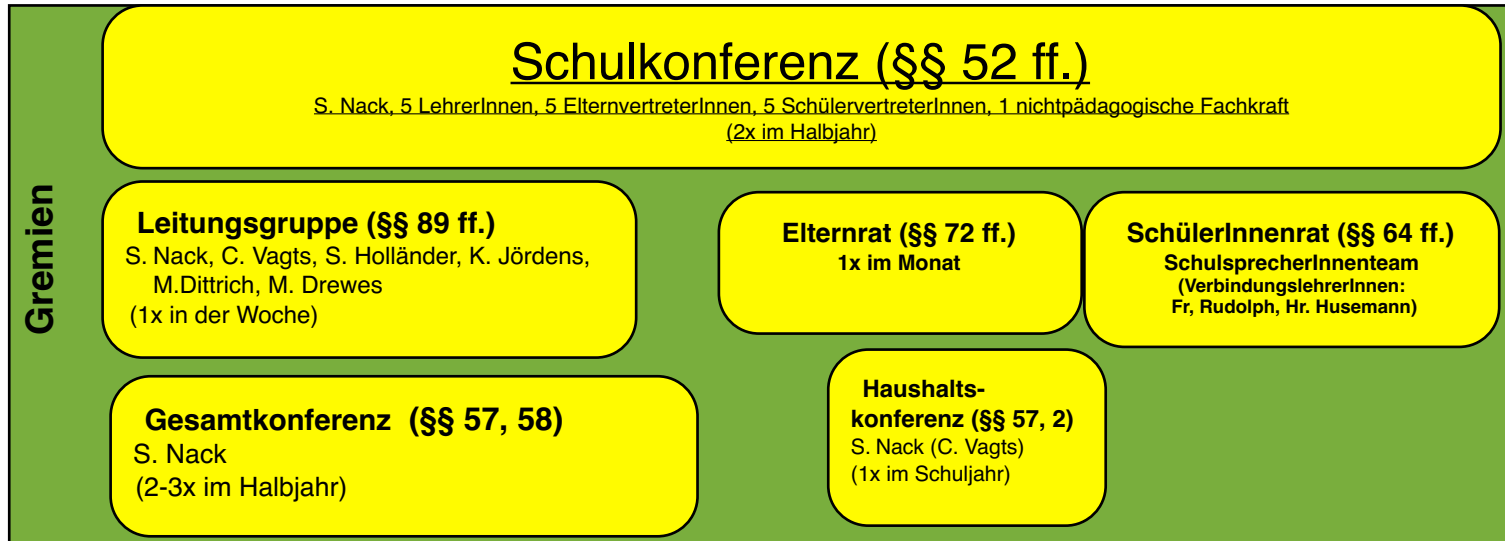 Gremien
Schulkonferenz (§§ 52 ff.)
S. Nack, 5 LehrerInnen, 5 ElternvertreterInnen, 5 SchülervertreterInnen, 1 nichtpädagogische Fachkraft
(2x im Halbjahr)
Leitungsgruppe (§§ 89 ff.)
S. Nack, C. Vagts, S. Holländer, K. Jördens,
M.Dittrich, M. Drewes
(1x in der Woche)
Elternrat (§§ 72 ff.)
1x im Monat
SchülerInnenrat (§§ 64 ff.)
SchulsprecherInnenteam
(VerbindungslehrerInnen:
Fr, Rudolph, Hr. Husemann)
Gesamtkonferenz (§§ 57, 58)
S. Nack
(2-3x im Halbjahr)
Haushalts-
konferenz (§§ 57, 2)
S. Nack (C. Vagts)
(1x im Schuljahr)